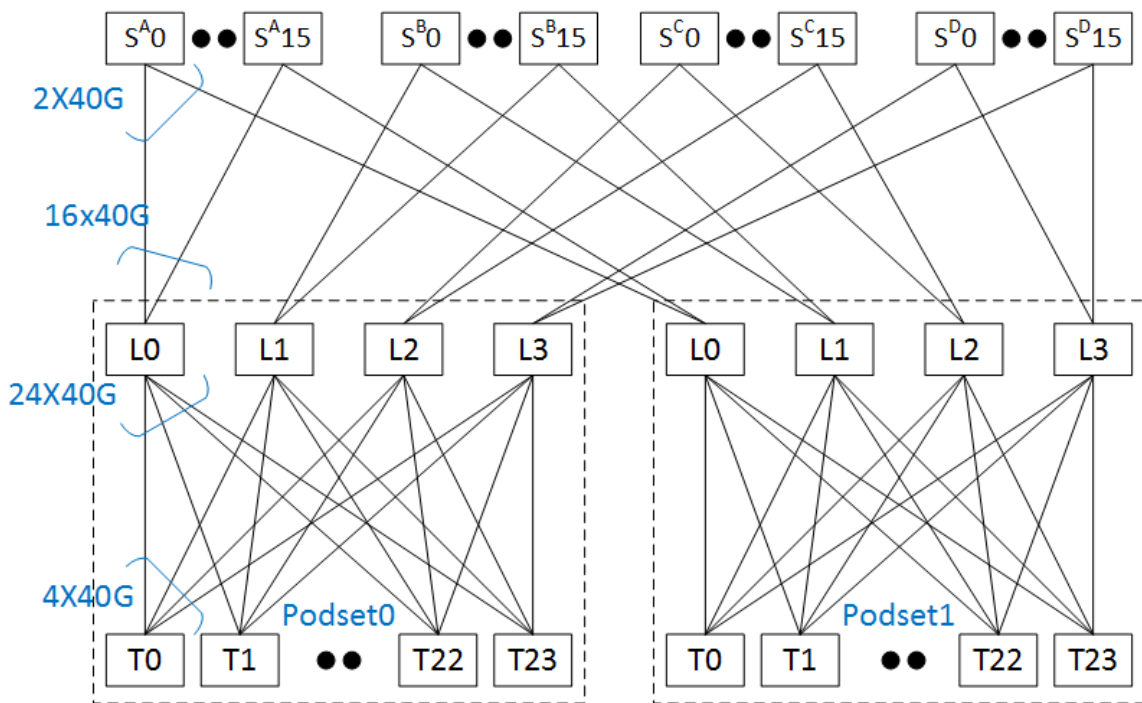 S^A0 S^A15 S^B0 S^B15 S^C0 S^C15 S^D0 S^D15
2X40G
16x40G
L0 L1 L2 L3 L0 L1 L2 L3
24X40G
4X40G
Podset0 Podset1
T0 T1 T22 T23 T0 T1 T22 T23